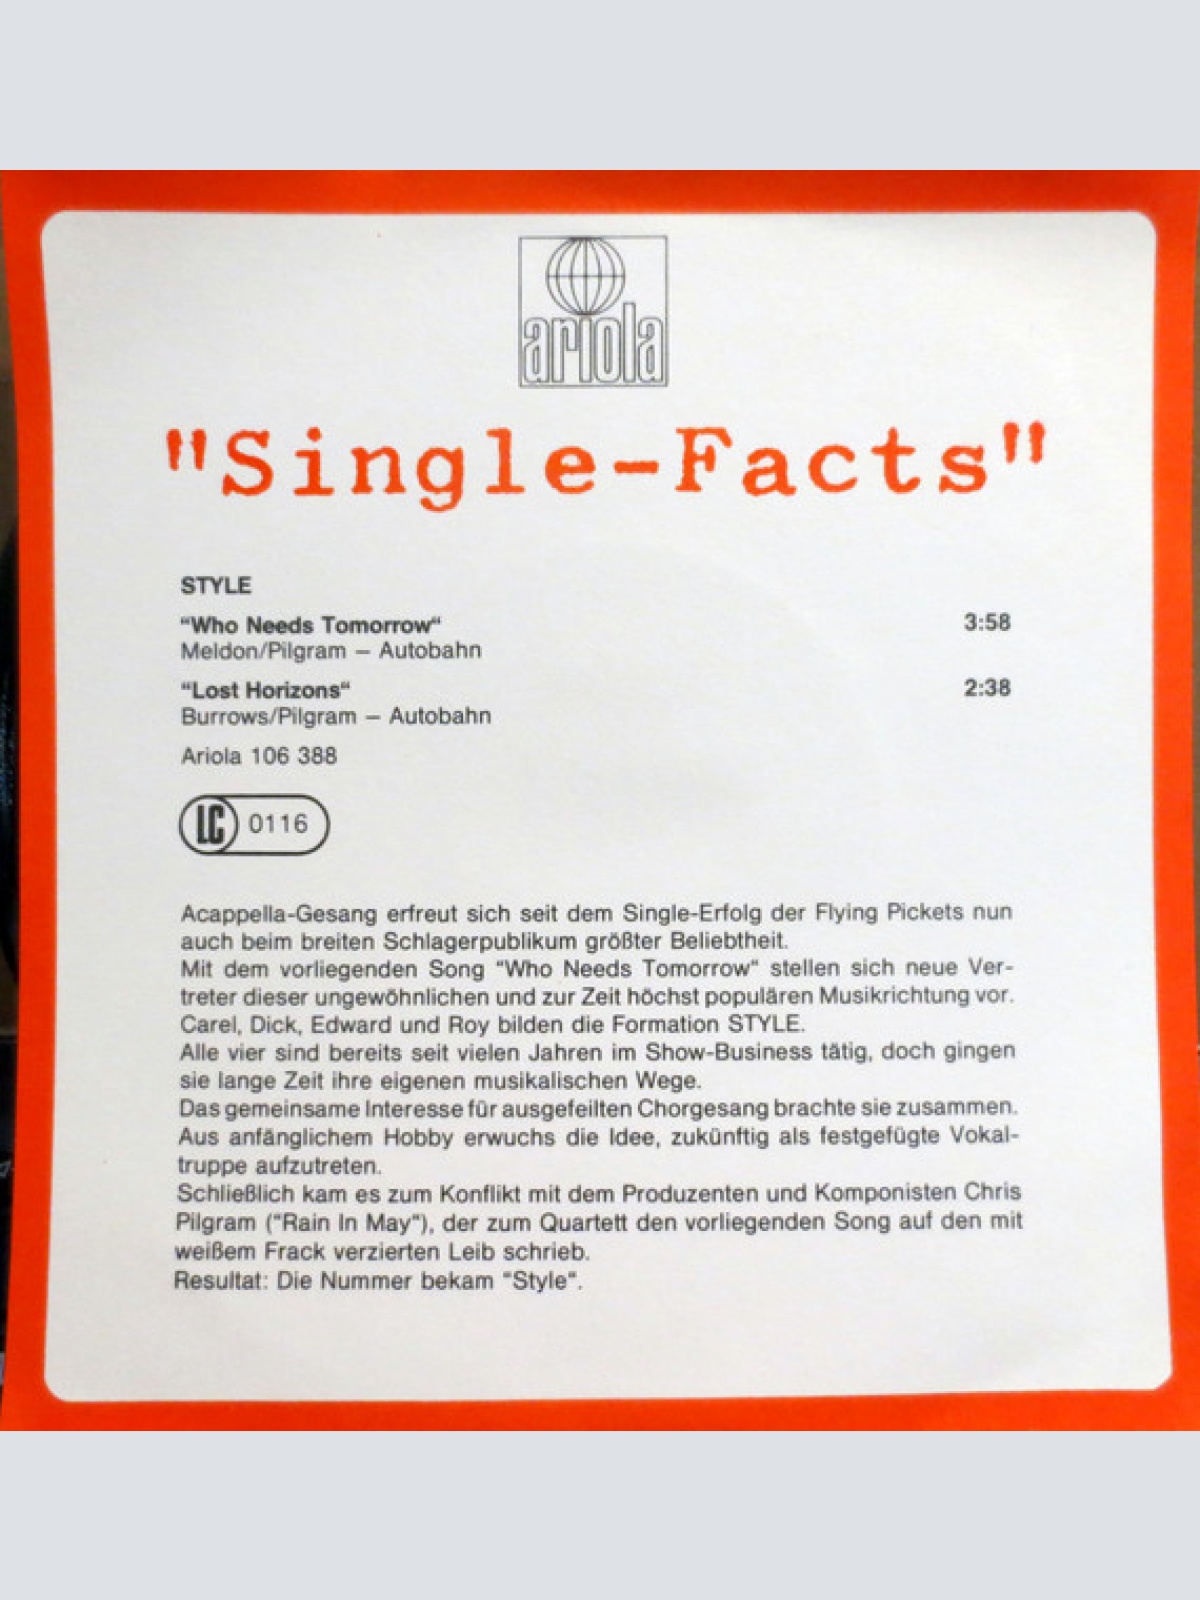 ariola
"Single-Facts"
STYLE
“Who Needs Tomorrow“ 3:58
Meldon/Pilgram – Autobahn
“Lost Horizons“ 2:38
Burrows/Pilgram – Autobahn
Ariola 106 388
LC 0116
Acappella-Gesang erfreut sich seit dem Single-Erfolg der Flying Pickets nun
auch beim breiten Schlagerpublikum größter Beliebtheit.
Mit dem vorliegenden Song “Who Needs Tomorrow“ stellen sich neue Ver-
treter dieser ungewöhnlichen und zur Zeit höchst populären Musikrichtung vor.
Carel, Dick, Edward und Roy bilden die Formation STYLE.
Alle vier sind bereits seit vielen Jahren im Show-Business tätig, doch gingen
sie lange Zeit ihre eigenen musikalischen Wege.
Das gemeinsame Interesse für ausgefeilten Chorgesang brachte sie zusammen.
Aus anfänglichem Hobby erwuchs die Idee, zukünftig als festgefügte Vokal-
truppe aufzutreten.
Schließlich kam es zum Konflikt mit dem Produzenten und Komponisten Chris
Pilgram (“Rain In May“), der zum Quartett den vorliegenden Song auf den mit
weißem Frack verzierten Leib schrieb.
Resultat: Die Nummer bekam “Style“.